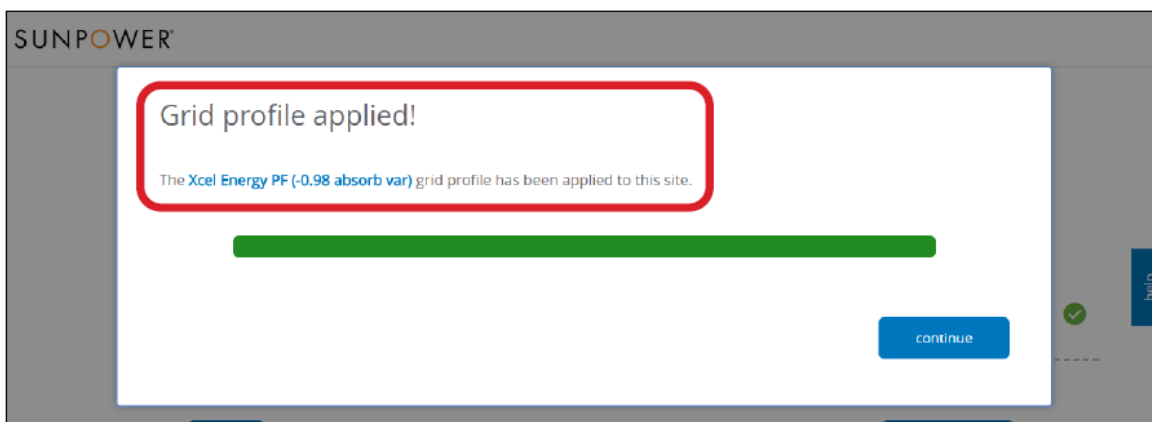 SUNPOWER
Grid profile applied!
The Xcel Energy PF (-0.98 absorb var) grid profile has been applied to this site.
help
continue